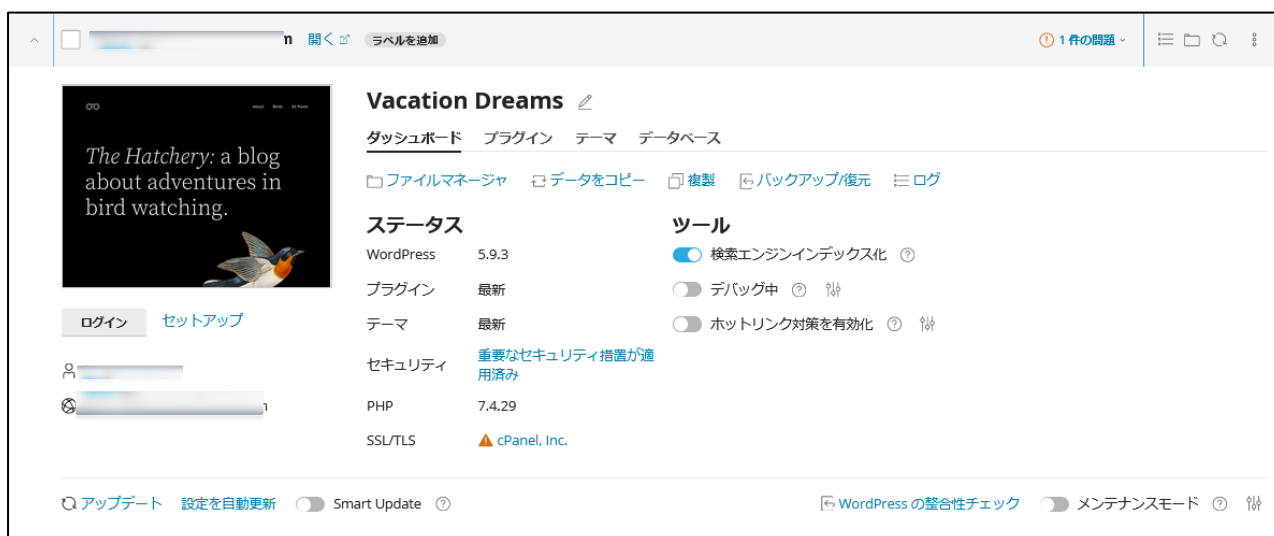 n 開く ラベルを追加 1 件の問題
Vacation Dreams
ダッシュボード プラグイン テーマ データベース
ファイルマネージャ データをコピー 複製 バックアップ/復元 ログ
About Birds All Posts
The Hatchery: a blog
about adventures in
bird watching.
ログイン セットアップ
ステータス
WordPress 5.9.3
プラグイン 最新
テーマ 最新
セキュリティ 重要なセキュリティ措置が適
用済み
PHP 7.4.29
SSL/TLS cPanel, Inc.
ツール
検索エンジンインデックス化
デバッグ中
ホットリンク対策を有効化
アップデート 設定を自動更新 Smart Update WordPress の整合性チェック メンテナンスモード